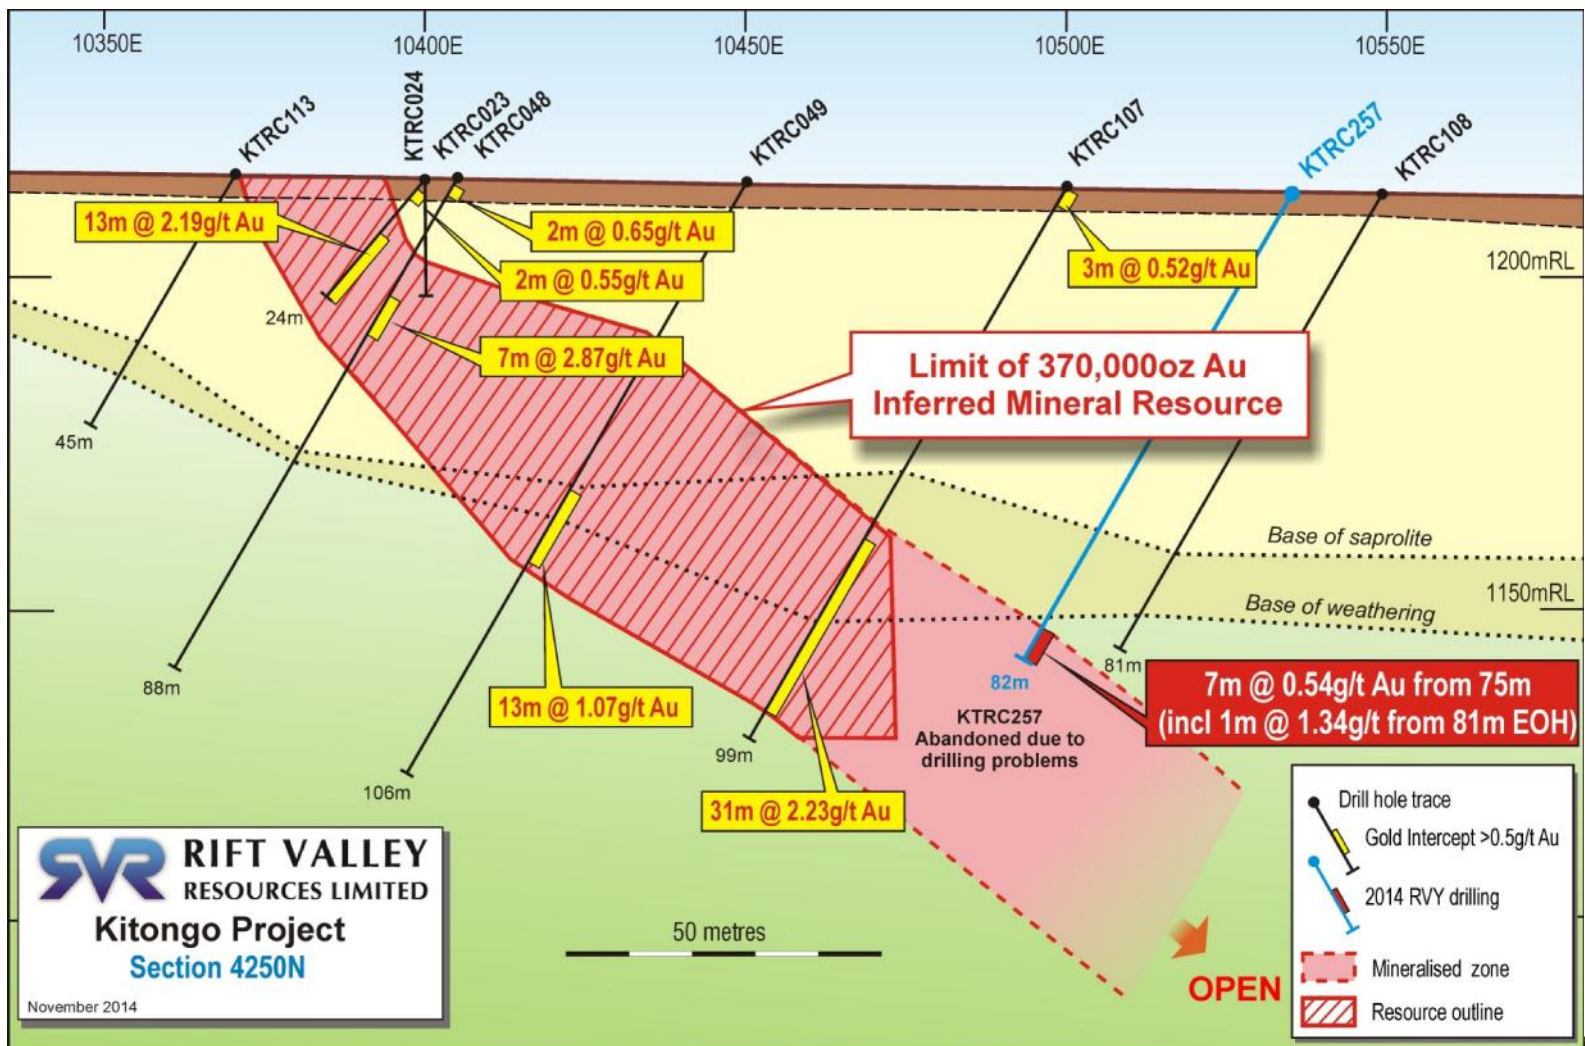 10350E
10400E
10450E
10500E
10550E
KTRC113
KTRC024
KTRC023
KTRC048
KTRC049
KTRC107
KTRC257
KTRC108
13m @ 2.19g/t Au
2m @ 0.65g/t Au
2m @ 0.55g/t Au
3m @ 0.52g/t Au
1200mRL
24m
7m @ 2.87g/t Au
Limit of 370,000oz Au
Inferred Mineral Resource
45m
Base of saprolite
Base of weathering
1150mRL
88m
13m @ 1.07g/t Au
106m
99m
31m @ 2.23g/t Au
82m
KTRC257
Abandoned due to
drilling problems
81m
7m @ 0.54g/t Au from 75m
(incl 1m @ 1.34g/t from 81m EOH)
RVR
RIFT VALLEY
RESOURCES LIMITED
Kitongo Project
Section 4250N
November 2014
50 metres
OPEN
Drill hole trace
Gold Intercept >0.5g/t Au
2014 RVY drilling
Mineralised zone
Resource outline